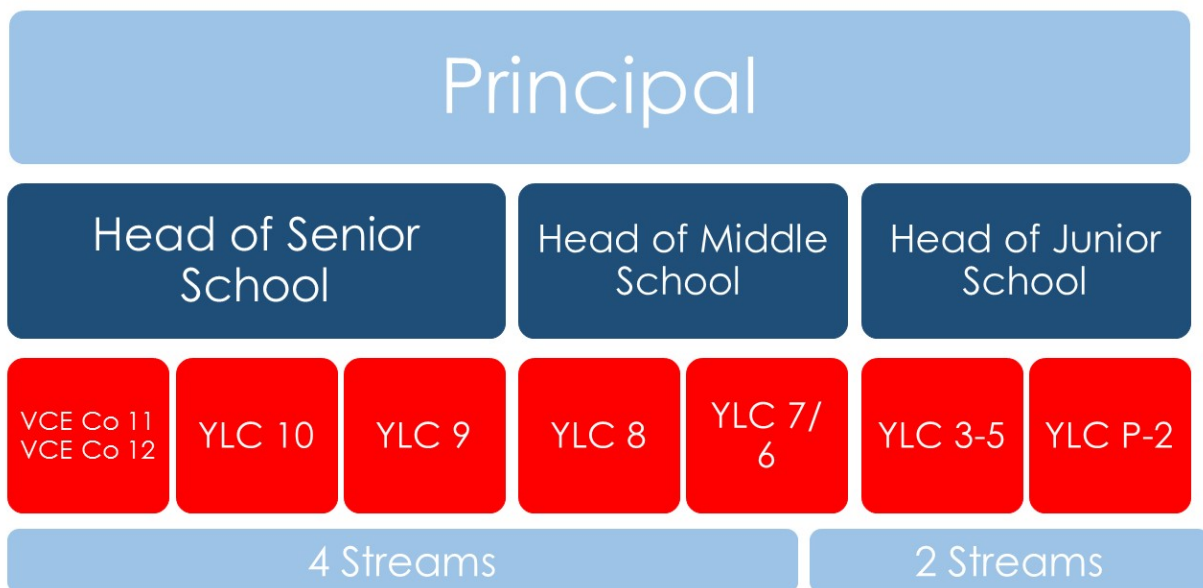 Principal
Head of Senior
School
Head of Middle
School
Head of Junior
School
VCE Co 11
VCE Co 12
YLC 10
YLC 9
YLC 8
YLC 7/
6
YLC 3-5
YLC P-2
4 Streams
2 Streams